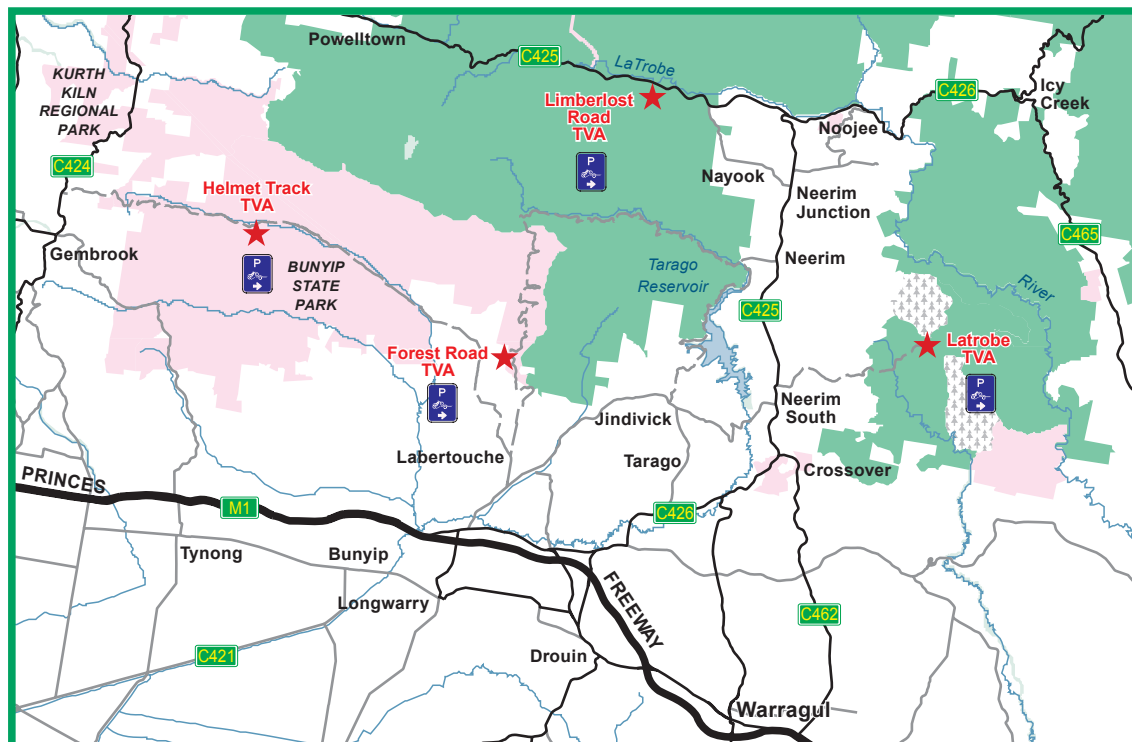 Powelltown
C425
LaTrobe
KURTH
KILN
REGIONAL
PARK
Limberlost
Road
TVA
P
C426
Icy
Creek
Noojee
C424
Nayook
Helmet Track
TVA
Neerim
Junction
Gembrook
P
BUNYIP
STATE
PARK
Tarago
Reservoir
Neerim
C465
River
C425
Forest Road
TVA
P
Latrobe
TVA
P
Neerim
South
Jindivick
Labertouche
Tarago
Crossover
PRINCES
M1
C426
Tynong
Bunyip
Longwarry
FREEWAY
C462
C421
Drouin
Warragul